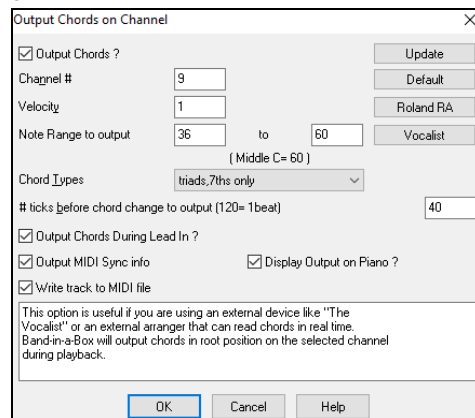 Output Chords on Channel
Output Chords ?
Update
Channel #
9
Default
Velocity
1
Roland RA
Note Range to output
36
to
60
Vocalist
( Middle C= 60 )
Chord Types
triads,7ths only
# ticks before chord change to output (120= 1beat)
40
Output Chords During Lead In ?
Output MIDI Sync info
Display Output on Piano ?
Write track to MIDI file
This option is useful if you are using an external device like "The
Vocalist" or an external arranger that can read chords in real time.
Band-in-a-Box will output chords in root position on the selected channel
during playback.
OK
Cancel
Help